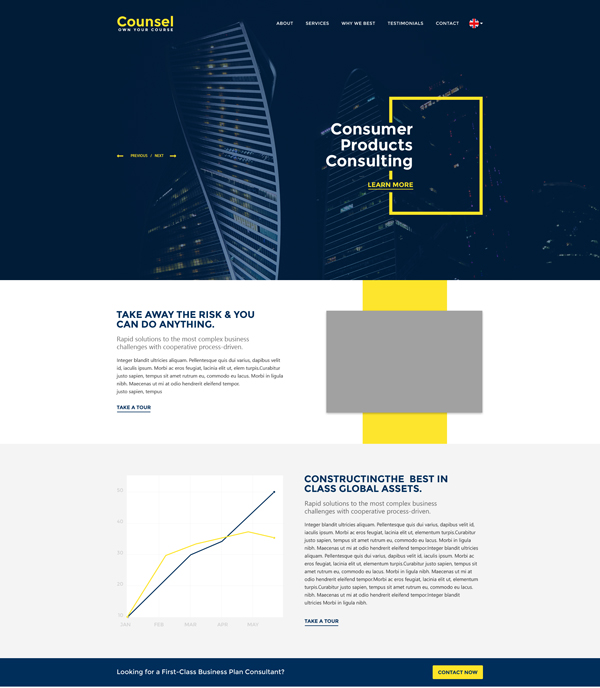 Counsel
OWN YOUR COURSE
ABOUT SERVICES WHY WE BEST TESTIMONIALS CONTACT
Consumer
Products
Consulting
PREVIOUS / NEXT
LEARN MORE
TAKE AWAY THE RISK & YOU
CAN DO ANYTHING.
Rapid solutions to the most complex business
challenges with cooperative process-driven.
Integer blandit ultricies aliquam. Pellentesque quis dui varius, dapibus velit
id, iaculis ipsum. Morbi ac eros feugiat, lacinia elit ut, elem turpis.Curabitur
justo sapien, tempus sit amet rutrum eu, commodo eu lacus. Morbi in ligula
nibh. Maecenas ut mi at odio hendrerit eleifend tempor.
justo sapien, tempus
TAKE A TOUR
50
40
30
20
10
JAN FEB MAR APR MAY
CONSTRUCTINGTHE BEST IN
CLASS GLOBAL ASSETS.
Rapid solutions to the most complex business
challenges with cooperative process-driven.
Integer blandit ultricies aliquam. Pellentesque quis dui varius, dapibus velit id,
iaculis ipsum. Morbi ac eros feugiat, lacinia elit ut, elementum turpis.Curabitur
justo sapien, tempus sit amet rutrum eu, commodo eu lacus. Morbi in ligula
nibh. Maecenas ut mi at odio hendrerit eleifend tempor.Integer blandit
ultricies aliquam. Pellentesque quis dui varius, dapibus velit id, iaculis ipsum.
Morbi ac eros feugiat, lacinia elit ut, elementum turpis.Curabitur justo sapien,
tempus sit amet rutrum eu, commodo eu lacus. Morbi in ligula nibh. Maecenas ut mi at
odio hendrerit eleifend tempor.Morbi ac eros feugiat, lacinia elit ut, elementum
turpis.Curabitur justo sapien, tempus sit amet rutrum eu, commodo eu lacus. Morbi in
ligula nibh. Maecenas ut mi at odio hendrerit eleifend tempor.Integer blandit
ultricies Morbi in ligula nibh.
TAKE A TOUR
Looking for a First-Class Business Plan Consultant?
CONTACT NOW